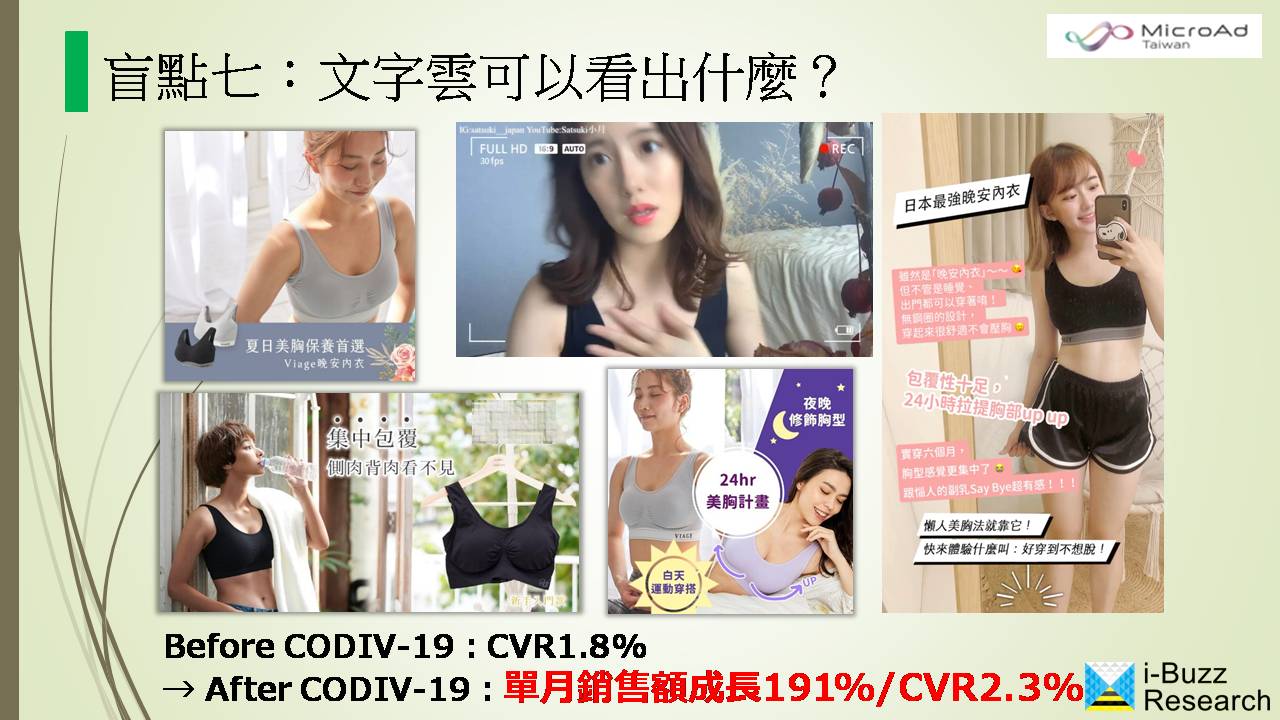 MicroAd
Taiwan
盲點七：文字雲可以看出什麼？
夏日美胸保養首選
Viage晚安內衣
IG:satsuki__japan YouTube:Satsuki小月
FULL HD 16:9 AUTO
30fps
REC
日本最強晚安內衣
雖然是「晚安內衣」～～
但不管是睡覺、
出門都可以穿著唷！
無鋼圈的設計，
穿起來很舒適不會壓胸
包覆性十足，
24小時拉提胸部up up
實穿六個月，
胸型感覺更集中了
跟惱人的副乳Say Bye超有感！！！
懶人美胸法就靠它！
快來體驗什麼叫：好穿到不想脫！
集中包覆
側肉背肉看不見
新手入門款
夜晚
修飾胸型
24hr
美胸計畫
VIAGE
白天
運動穿搭
UP
Before CODIV-19：CVR1.8%
→ After CODIV-19：單月銷售額成長191%/CVR2.3%
i-Buzz
Research